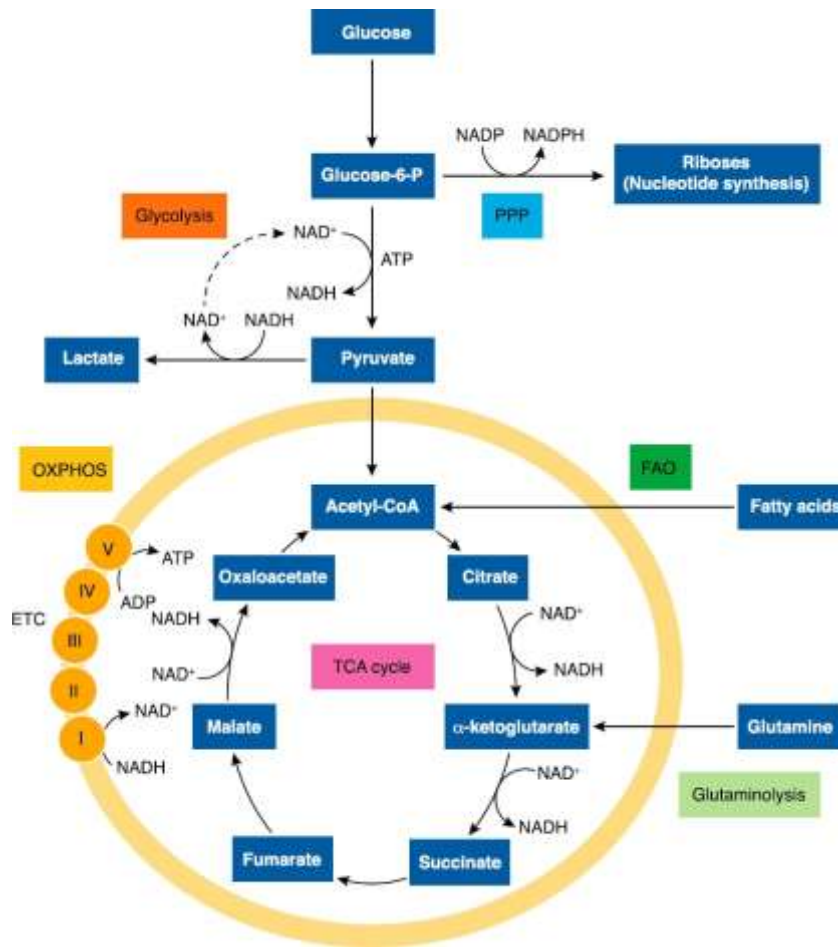 Glucose
NADP
NADPH
Glucose-6-P
Riboses
(Nucleotide synthesis)
Glycolysis
PPP
NAD⁺
ATP
NADH
NAD⁺
NADH
Lactate
Pyruvate
OXPHOS
FAO
Acetyl-CoA
Fatty acids
V
ATP
Oxaloacetate
Citrate
IV
ADP
ETC
NADH
NAD⁺
III
TCA cycle
NAD⁺
NADH
II
NAD⁺
Malate
α-ketoglutarate
Glutamine
I
NADH
NAD⁺
Glutaminolysis
NADH
Fumarate
Succinate